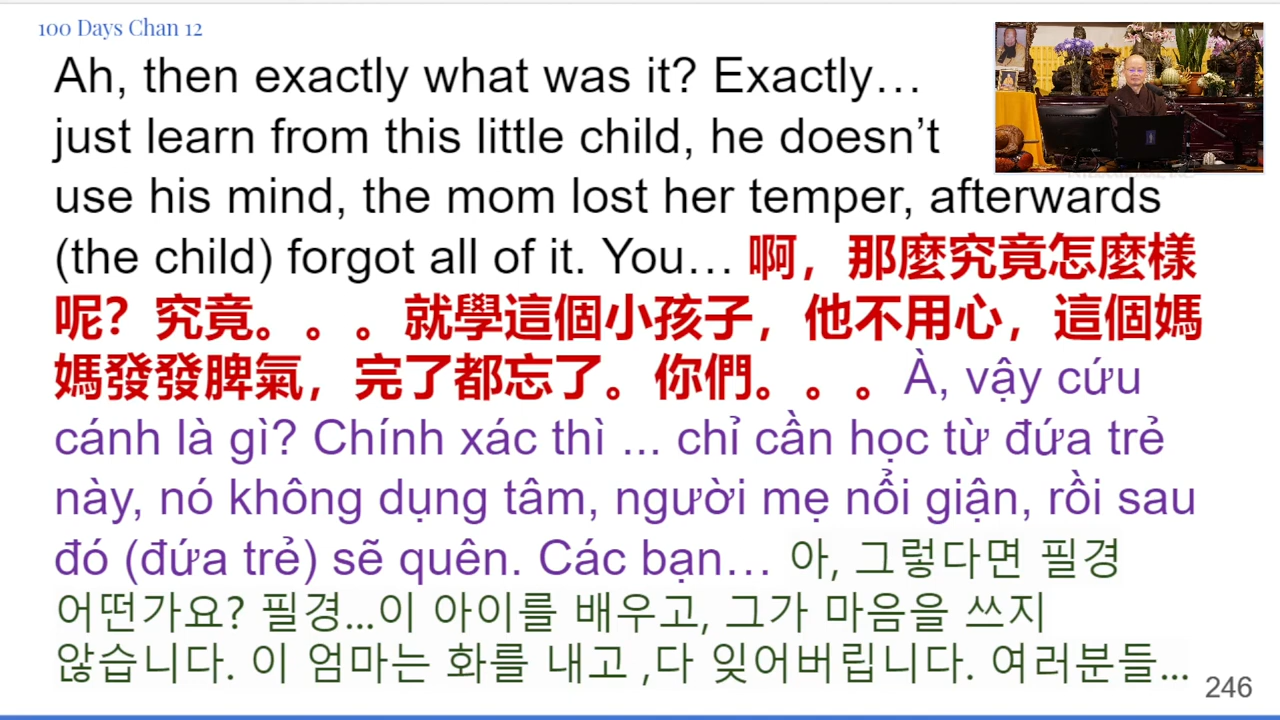 100 Days Chan 12
Ah, then exactly what was it? Exactly…
just learn from this little child, he doesn’t
use his mind, the mom lost her temper, afterwards
(the child) forgot all of it. You… 啊，那麼究竟怎麼樣
呢？究竟。。。就學這個小孩子，他不用心，這個媽
媽發發脾氣，完了都忘了。你們。。。À, vậy cứu
cánh là gì? Chính xác thì ... chỉ cần học từ đứa trẻ
này, nó không dụng tâm, người mẹ nổi giận, rồi sau
đó (đứa trẻ) sẽ quên. Các bạn… 아, 그렇다면 필경
어떤가요? 필경...이 아이를 배우고, 그가 마음을 쓰지
않습니다. 이 엄마는 화를 내고 ,다 잊어버립니다. 여러분들...
246